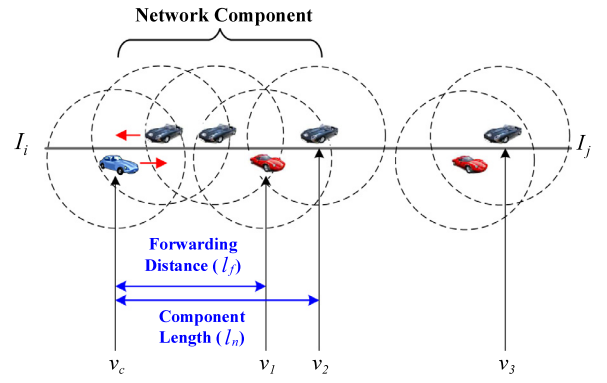 Network Component
I_i
I_j
Forwarding
Distance (l_f)
Component
Length (l_n)
v_c v_1 v_2 v_3